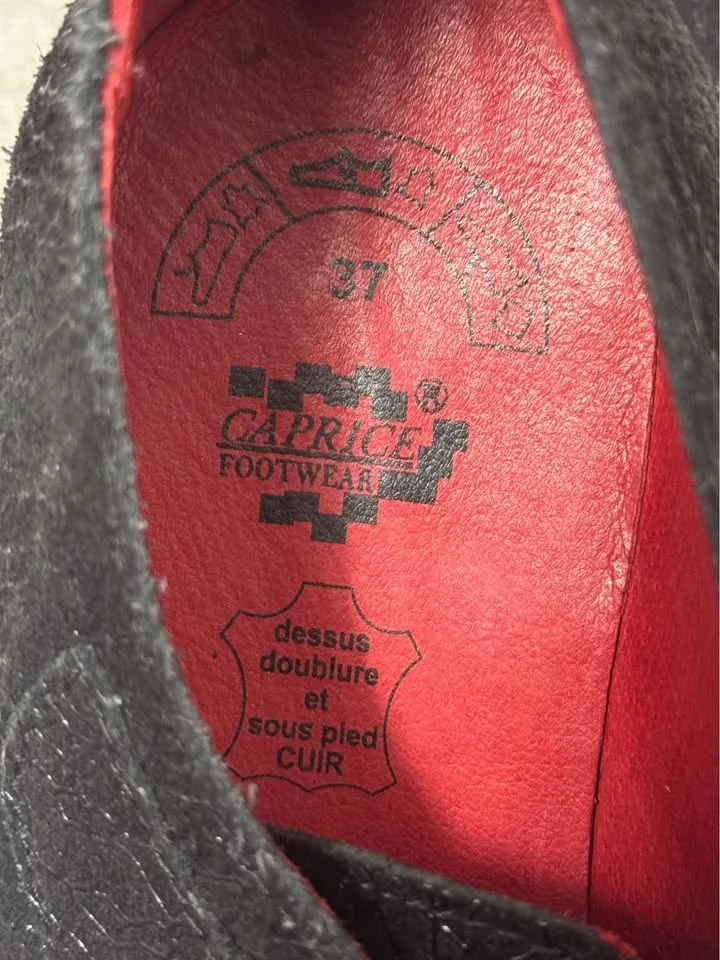 37
®
CAPRICE
FOOTWEAR
dessus
doublure
et
sous pied
CUIR